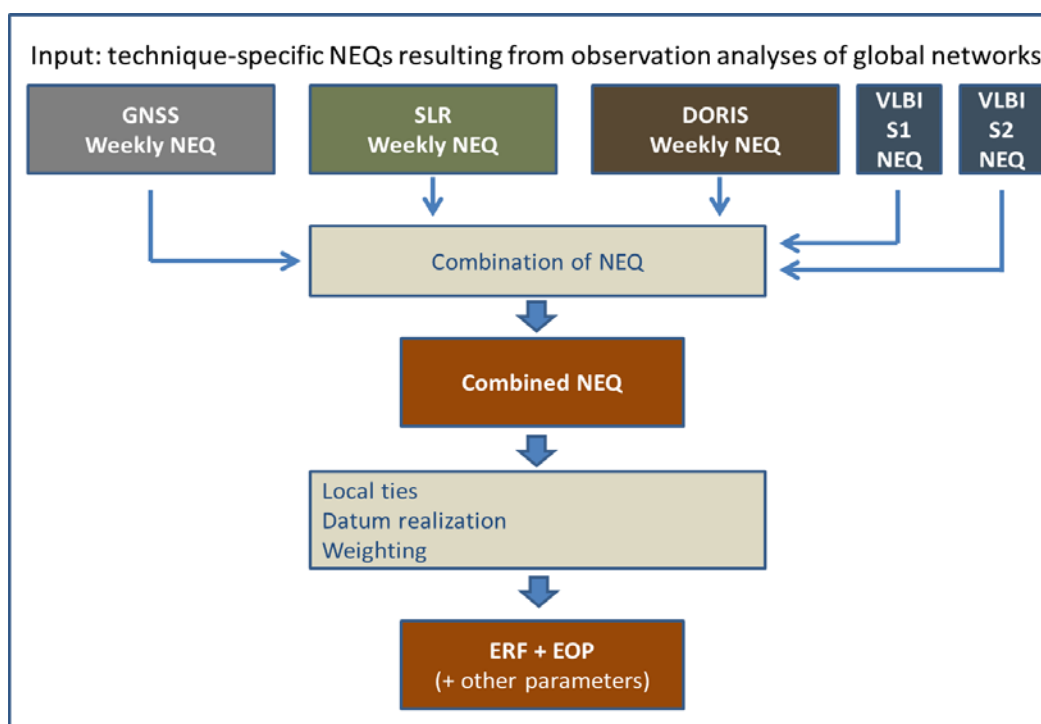 Input: technique-specific NEQs resulting from observation analyses of global networks
GNSS
Weekly NEQ
SLR
Weekly NEQ
DORIS
Weekly NEQ
VLBI
S1
NEQ
VLBI
S2
NEQ
Combination of NEQ
Combined NEQ
Local ties
Datum realization
Weighting
ERF + EOP
(+ other parameters)